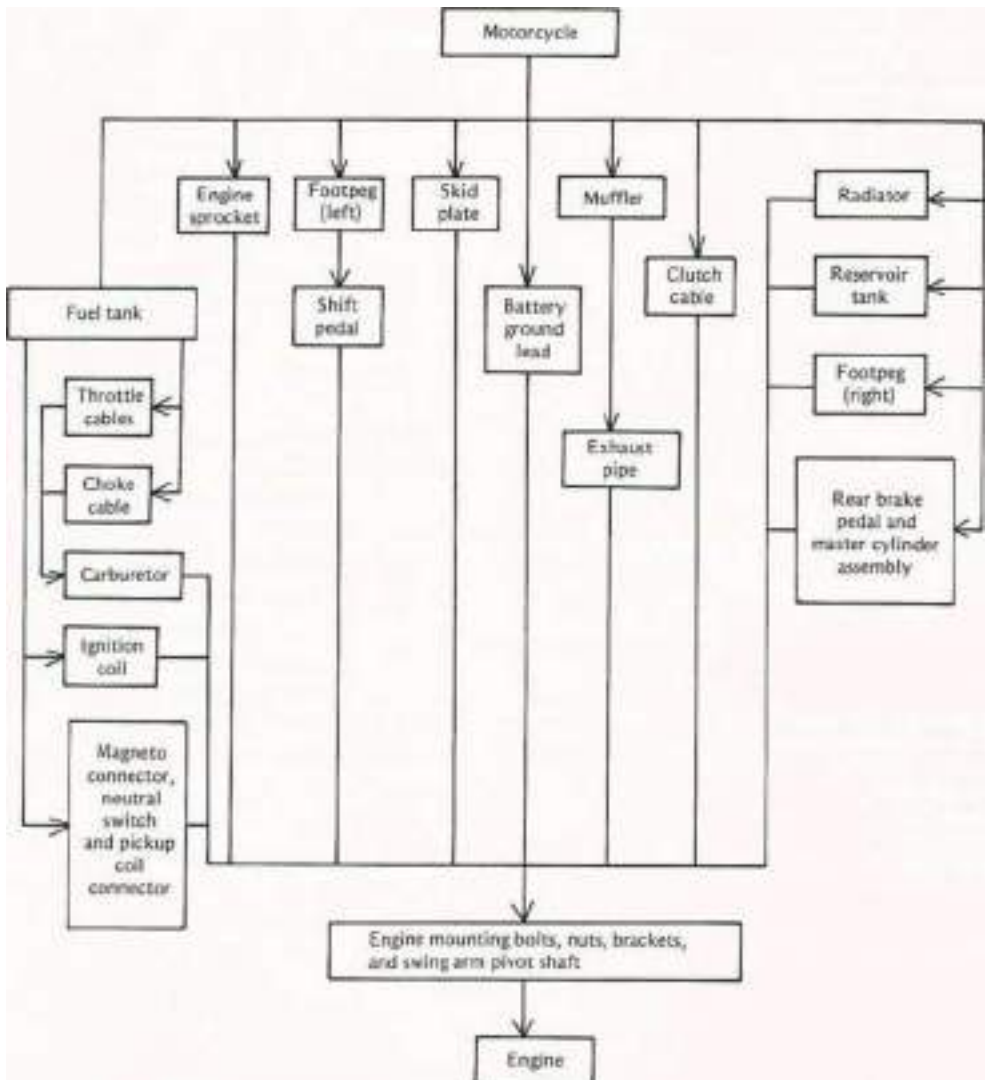 Motorcycle
Engine
sprocket
Footpeg
(left)
Skid
plate
Muffler
Radiator
Clutch
cable
Reservoir
tank
Fuel tank
Shift
pedal
Battery
ground
lead
Throttle
cables
Footpeg
(right)
Exhaust
pipe
Choke
cable
Rear brake
pedal and
master cylinder
assembly
Carburetor
Ignition
coil
Magneto
connector,
neutral
switch
and pickup
coil
connector
Engine mounting bolts, nuts, brackets,
and swing arm pivot shaft
Engine